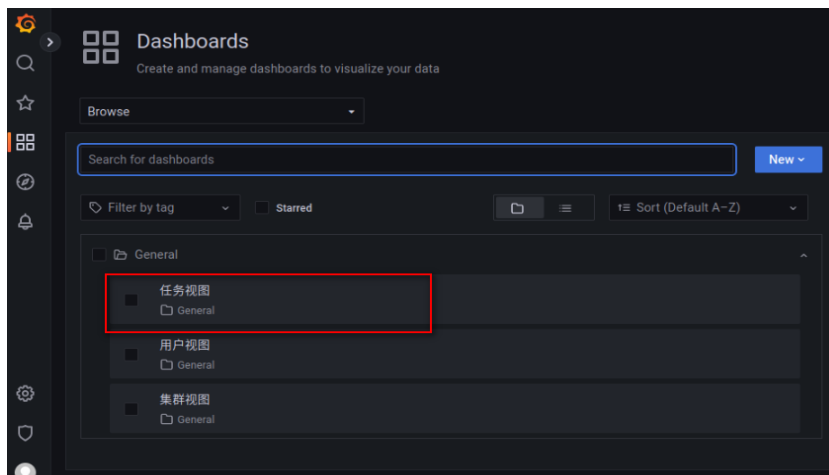 Dashboards
Create and manage dashboards to visualize your data
Browse
Search for dashboards
New
Filter by tag
Starred
Sort (Default A–Z)
General
任务视图
General
用户视图
General
集群视图
General